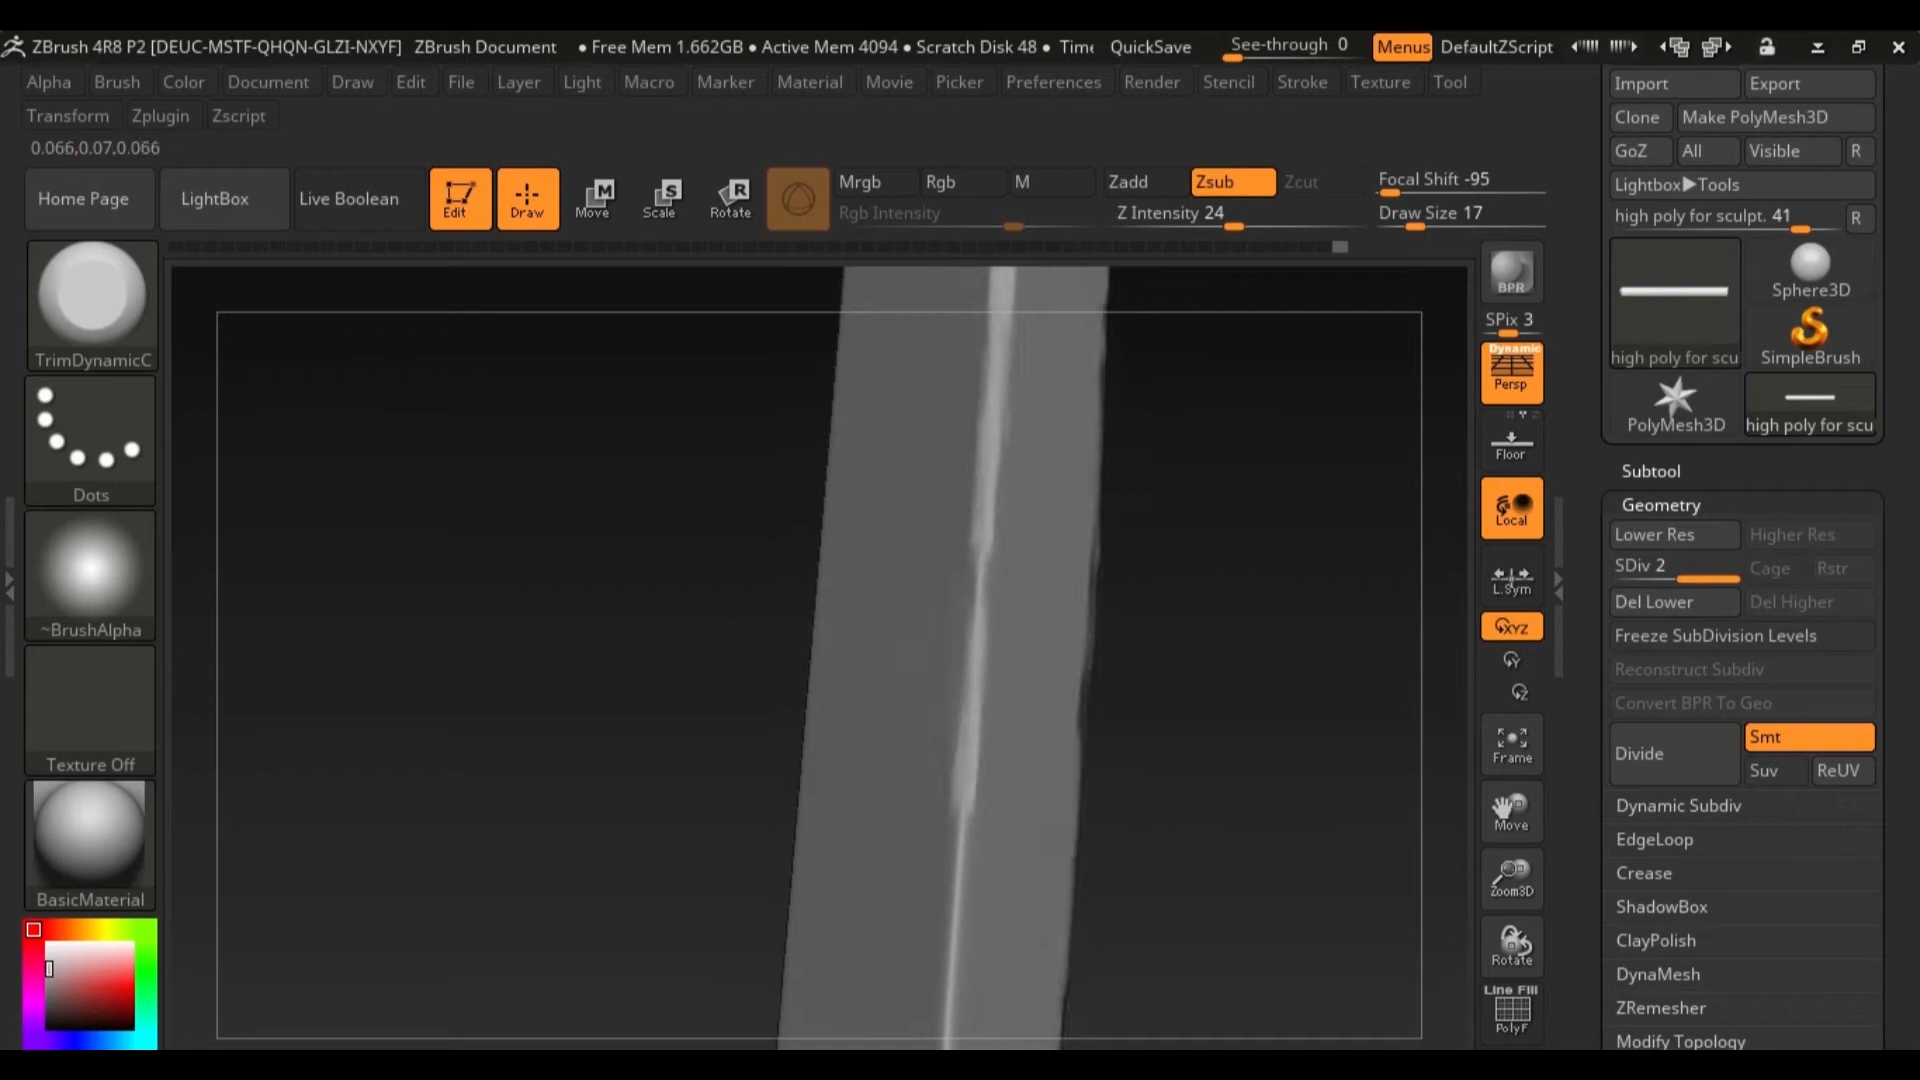 ZBrush 4R8 P2 [DEUC-MSTF-QHQN-GLZI-NXYF] ZBrush Document • Free Mem 1.662GB • Active Mem 4094 • Scratch Disk 48 • Time QuickSave See-through 0 Menus DefaultZScript
Alpha Brush Color Document Draw Edit File Layer Light Macro Marker Material Movie Picker Preferences Render Stencil Stroke Texture Tool
Transform Zplugin Zscript
0.066,0.07,0.066
Home Page LightBox Live Boolean Edit Draw Move Scale Rotate
M S R
Mrgb Rgb M Zadd Zsub Zcut Focal Shift -95
Rgb Intensity Z Intensity 24 Draw Size 17
TrimDynamicC
Dots
~BrushAlpha
Texture Off
BasicMaterial
BPR
SPix 3
Dynamic
Persp
Floor
Local
L.Sym
XYZ
Y
Z
Frame
Move
Zoom3D
Rotate
Line Fill
PolyF
Import Export
Clone Make PolyMesh3D
GoZ All Visible R
Lightbox▶Tools
high poly for sculpt. 41 R
Sphere3D
high poly for scu SimpleBrush
PolyMesh3D high poly for scu
Subtool
Geometry
Lower Res Higher Res
SDiv 2 Cage Rstr
Del Lower Del Higher
Freeze SubDivision Levels
Reconstruct Subdiv
Convert BPR To Geo
Divide Smt
Suv ReUV
Dynamic Subdiv
EdgeLoop
Crease
ShadowBox
ClayPolish
DynaMesh
ZRemesher
Modify Topology